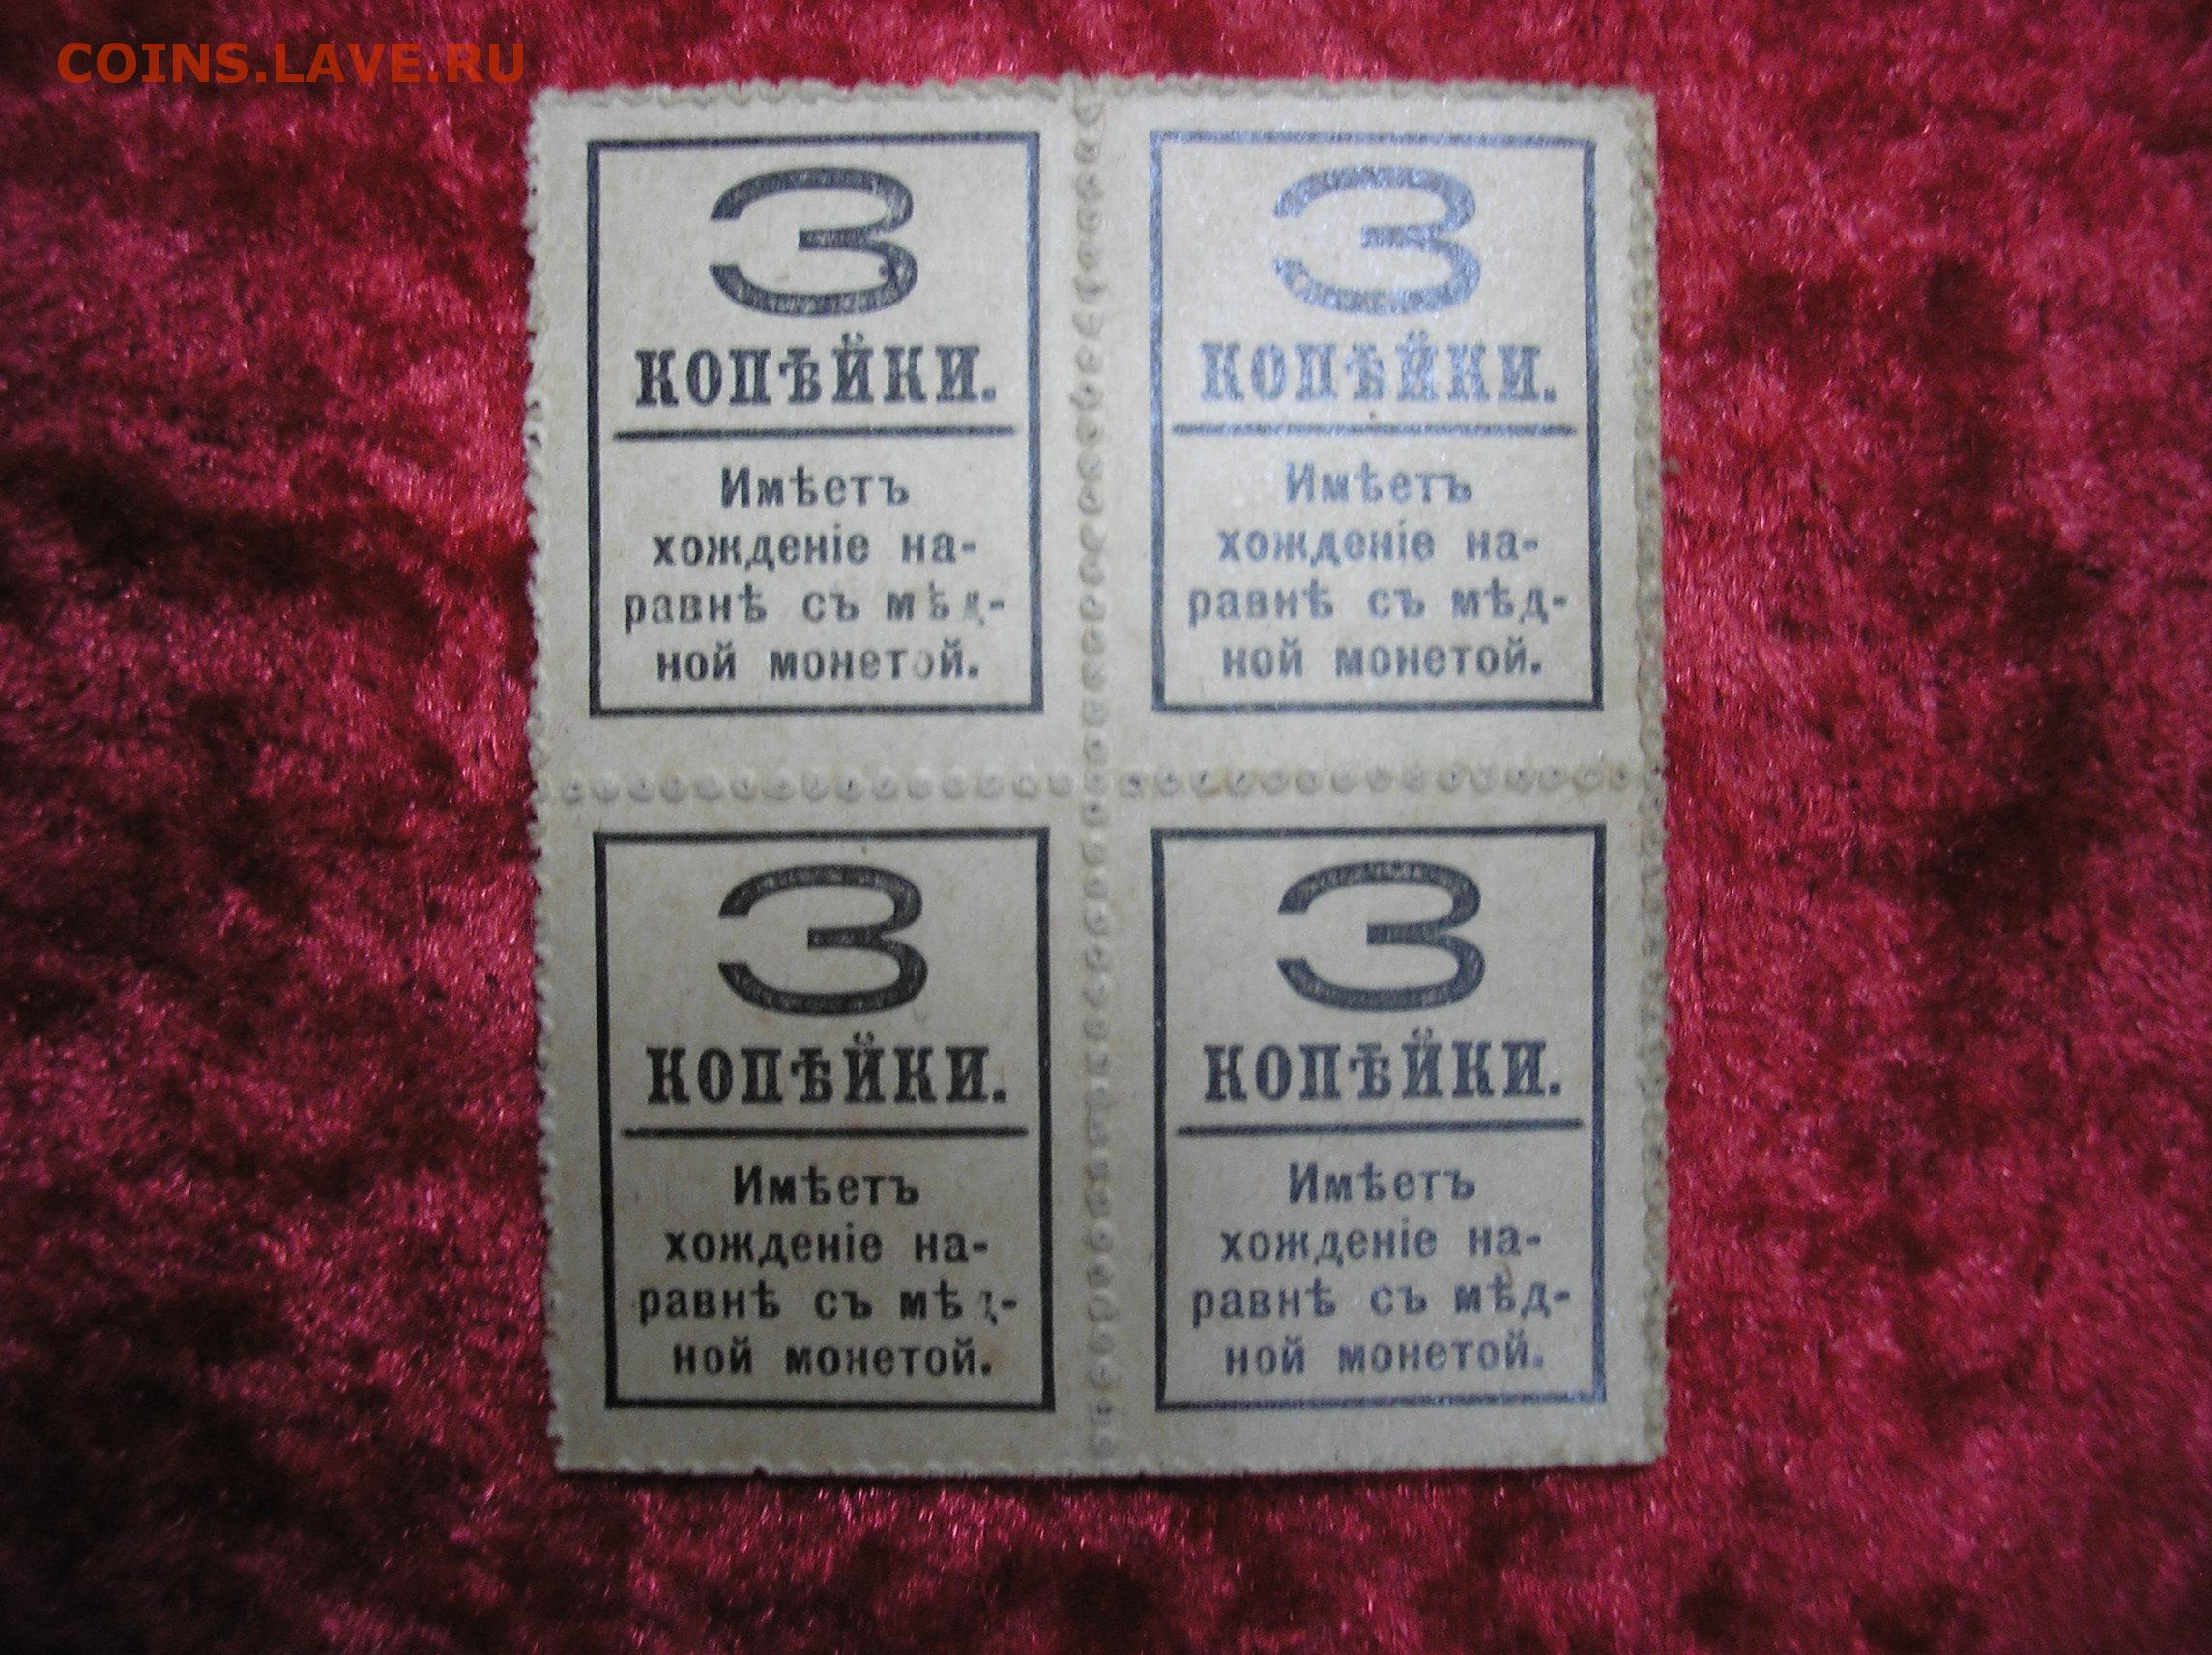 COINS.LAVE.RU
3
КОПѢЙКИ.
Имѣетъ
хожденіе на-
равнѣ съ мѣд-
ной монетой.
3
КОПѢЙКИ.
Имѣетъ
хожденіе на-
равнѣ съ мѣд-
ной монетой.
3
КОПѢЙКИ.
Имѣетъ
хожденіе на-
равнѣ съ мѣд-
ной монетой.
3
КОПѢЙКИ.
Имѣетъ
хожденіе на-
равнѣ съ мѣд-
ной монетой.